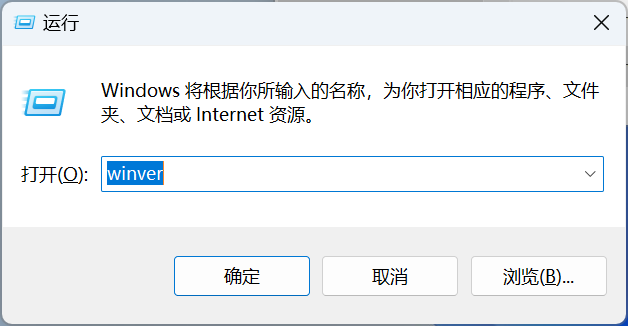 运行
Windows 将根据你所输入的名称，为你打开相应的程序、文件
夹、文档或 Internet 资源。
打开(O):
winver
确定
取消
浏览(B)...